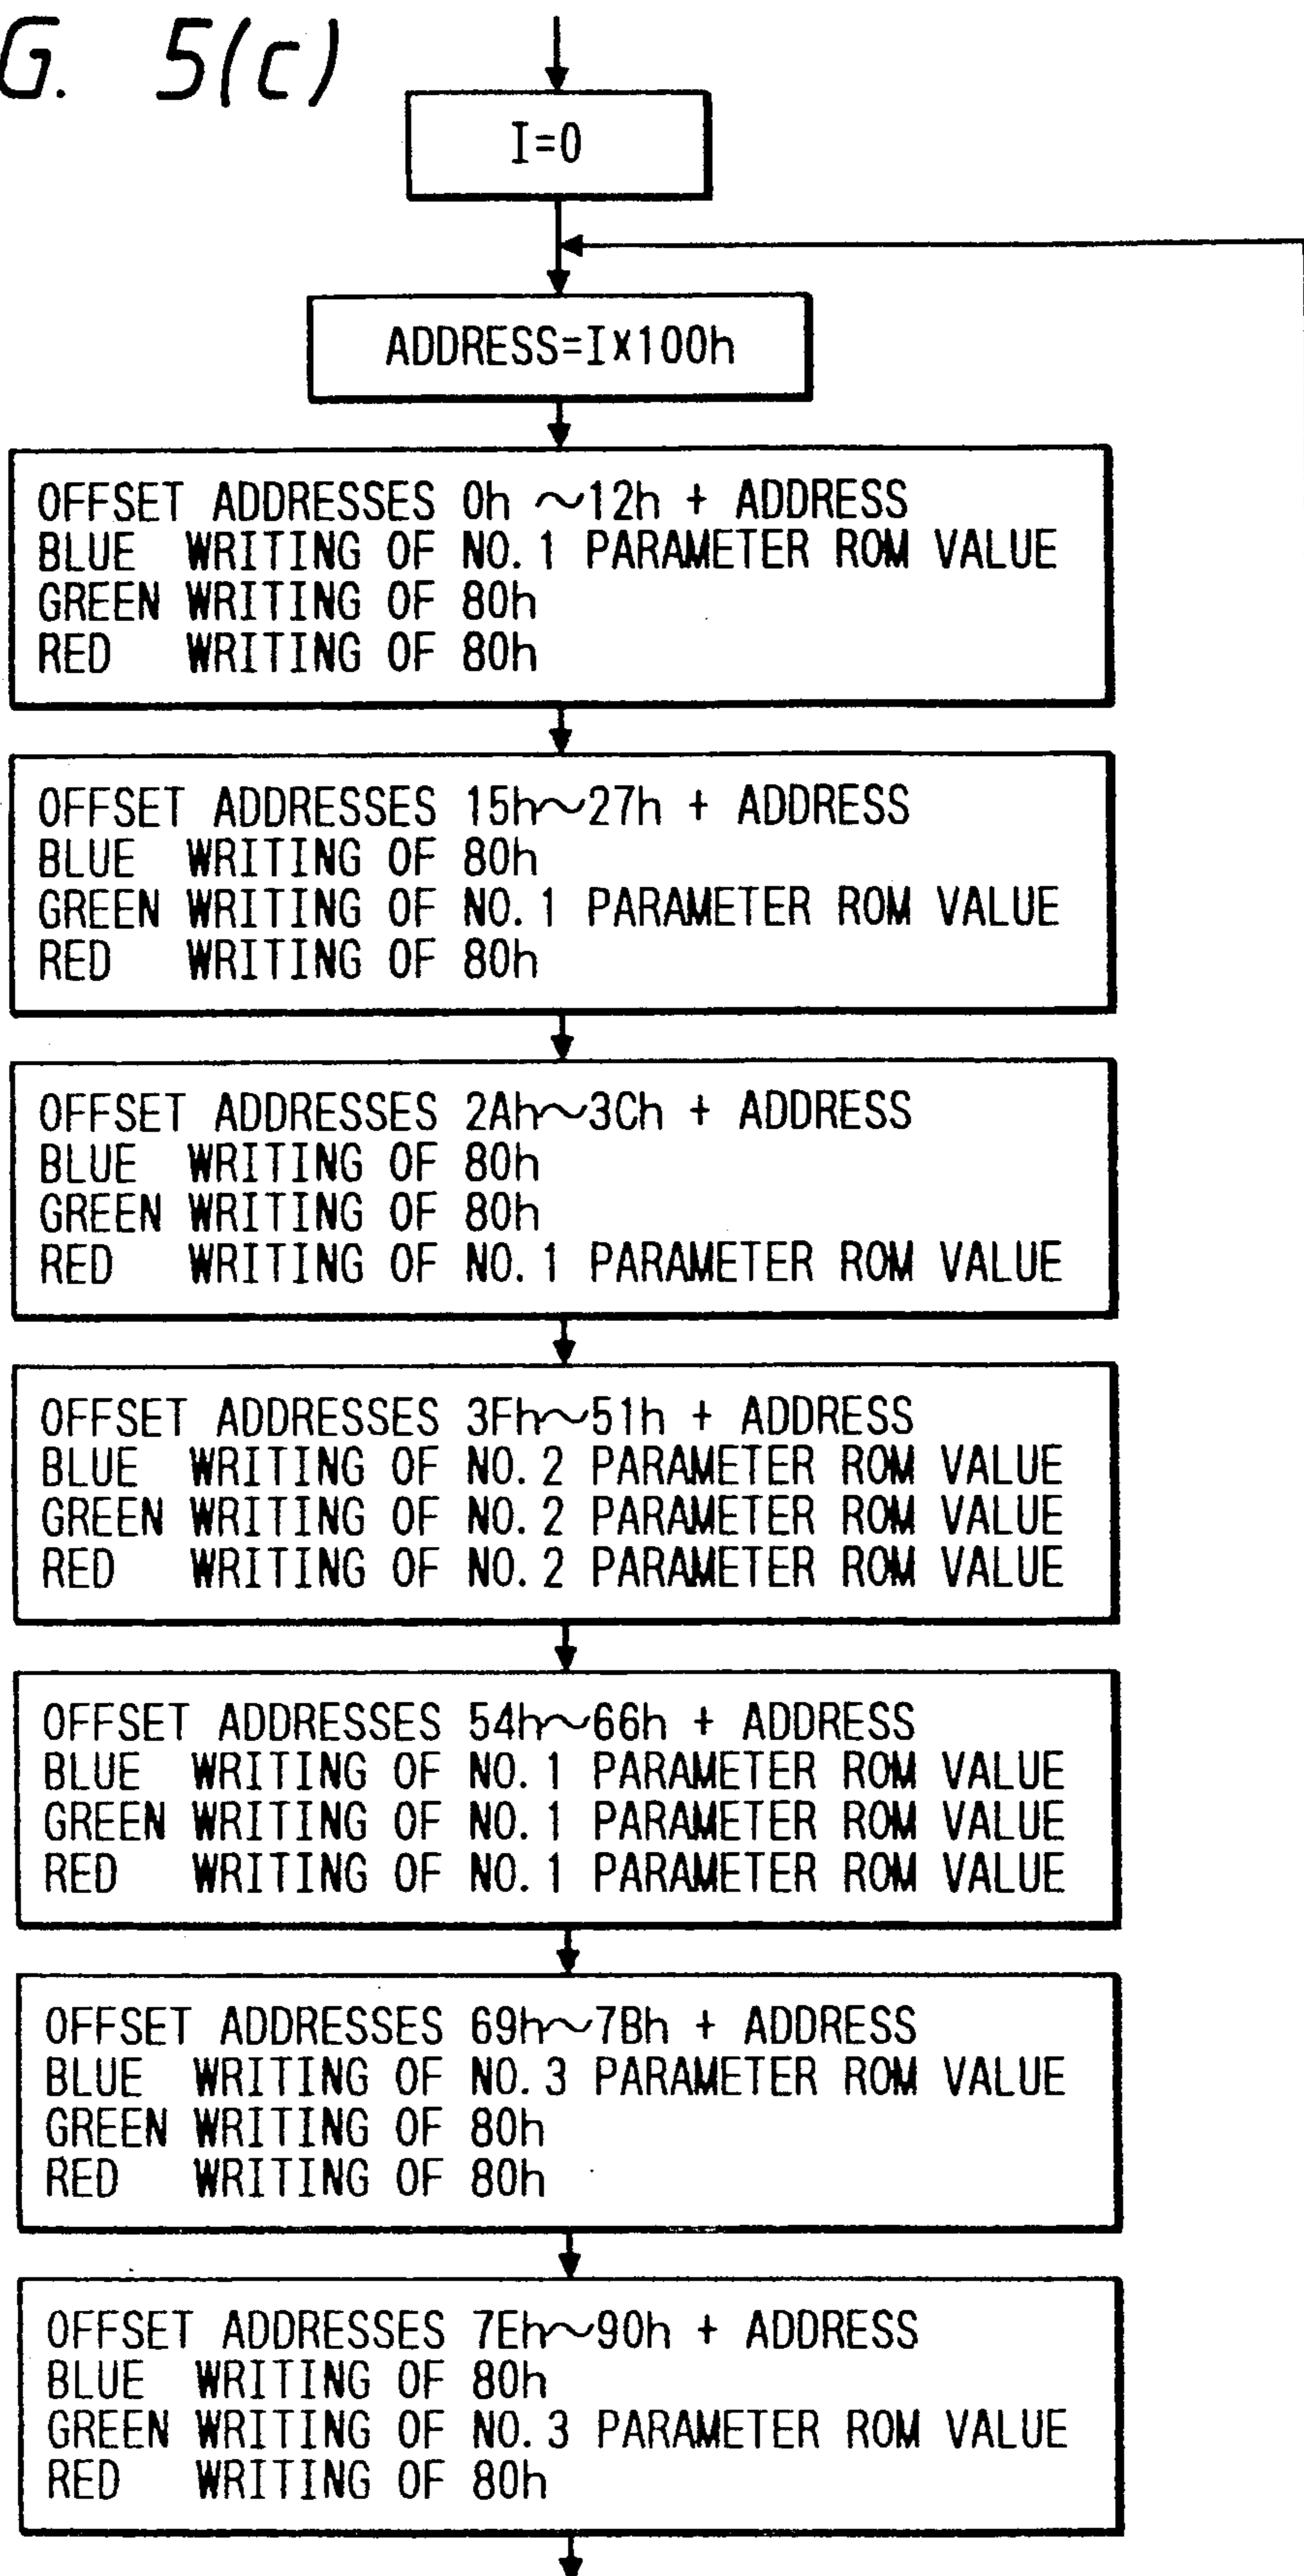 G. 5(c)
I=0
ADDRESS=I×100h
OFFSET ADDRESSES 0h ~12h + ADDRESS
BLUE WRITING OF NO.1 PARAMETER ROM VALUE
GREEN WRITING OF 80h
RED WRITING OF 80h
OFFSET ADDRESSES 15h~27h + ADDRESS
BLUE WRITING OF 80h
GREEN WRITING OF NO.1 PARAMETER ROM VALUE
RED WRITING OF 80h
OFFSET ADDRESSES 2Ah~3Ch + ADDRESS
BLUE WRITING OF 80h
GREEN WRITING OF 80h
RED WRITING OF NO.1 PARAMETER ROM VALUE
OFFSET ADDRESSES 3Fh~51h + ADDRESS
BLUE WRITING OF NO.2 PARAMETER ROM VALUE
GREEN WRITING OF NO.2 PARAMETER ROM VALUE
RED WRITING OF NO.2 PARAMETER ROM VALUE
OFFSET ADDRESSES 54h~66h + ADDRESS
BLUE WRITING OF NO.1 PARAMETER ROM VALUE
GREEN WRITING OF NO.1 PARAMETER ROM VALUE
RED WRITING OF NO.1 PARAMETER ROM VALUE
OFFSET ADDRESSES 69h~7Bh + ADDRESS
BLUE WRITING OF NO.3 PARAMETER ROM VALUE
GREEN WRITING OF 80h
RED WRITING OF 80h
OFFSET ADDRESSES 7Eh~90h + ADDRESS
BLUE WRITING OF 80h
GREEN WRITING OF NO.3 PARAMETER ROM VALUE
RED WRITING OF 80h